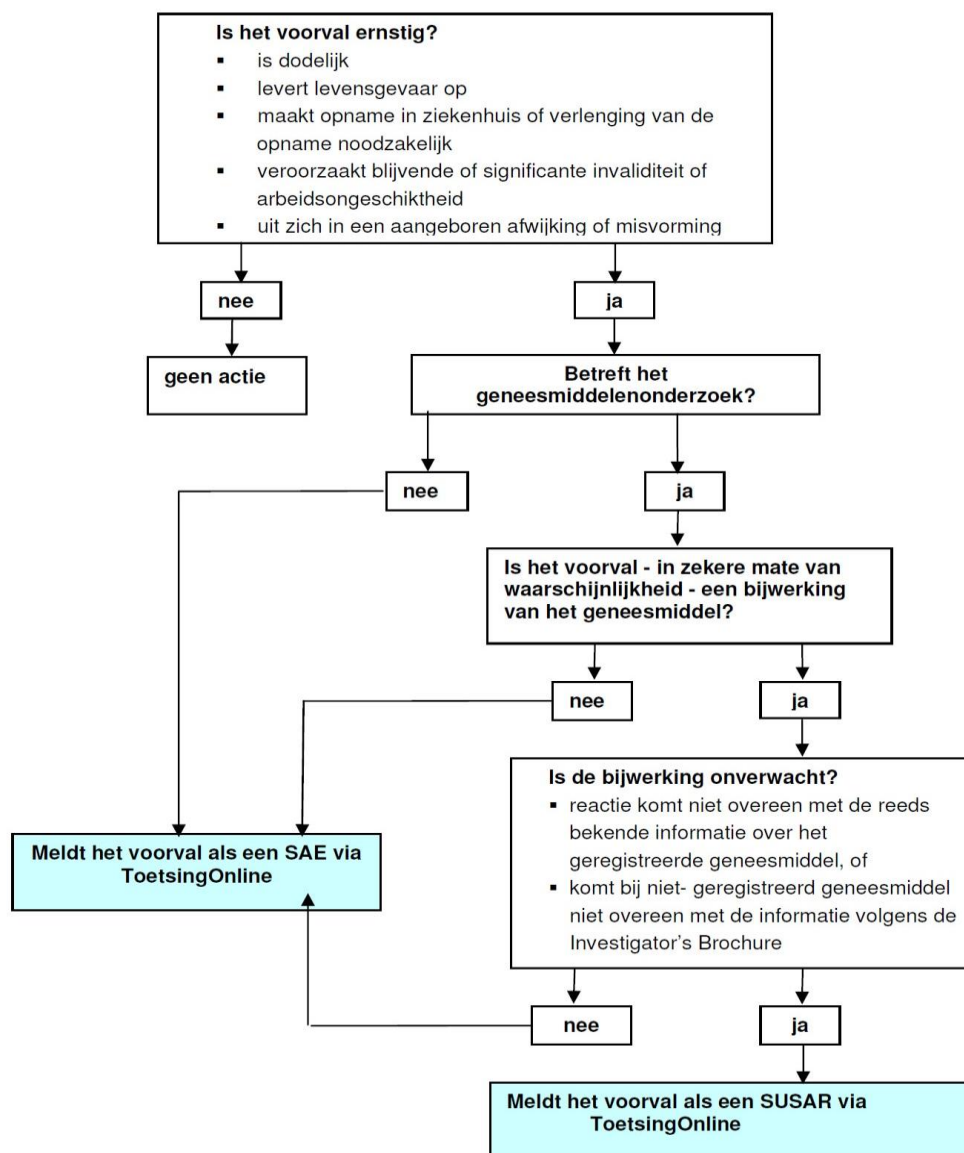 Is het voorval ernstig?
▪ is dodelijk
▪ levert levensgevaar op
▪ maakt opname in ziekenhuis of verlenging van de
opname noodzakelijk
▪ veroorzaakt blijvende of significante invaliditeit of
arbeidsongeschiktheid
▪ uit zich in een aangeboren afwijking of misvorming
nee
ja
geen actie
Betreft het
geneesmiddelenonderzoek?
nee
ja
Is het voorval - in zekere mate van
waarschijnlijkheid - een bijwerking
van het geneesmiddel?
nee
ja
Is de bijwerking onverwacht?
▪ reactie komt niet overeen met de reeds
bekende informatie over het
geregistreerde geneesmiddel, of
▪ komt bij niet- geregistreerd geneesmiddel
niet overeen met de informatie volgens de
Investigator's Brochure
Meldt het voorval als een SAE via
ToetsingOnline
nee
ja
Meldt het voorval als een SUSAR via
ToetsingOnline